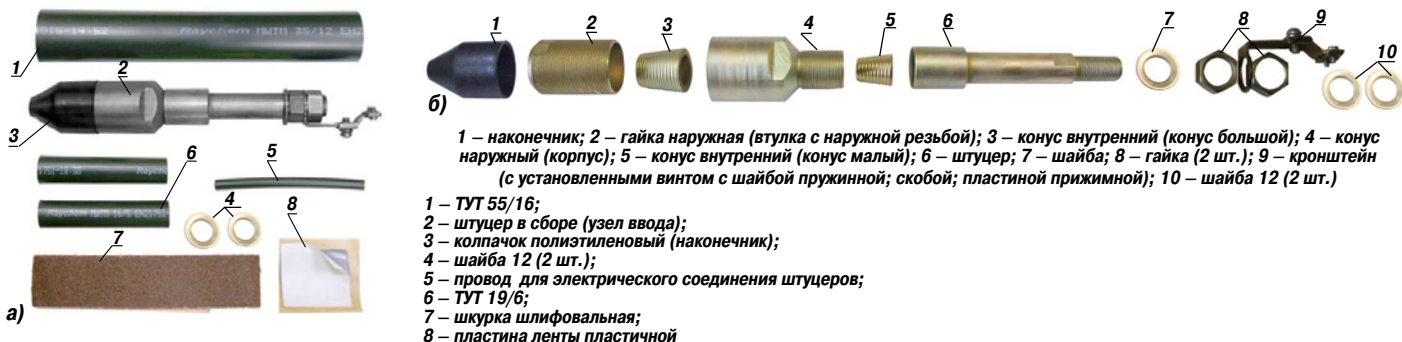 1 2 3 4 5 6 7 8 9 10
1
2
3
6
5
4
8
7
а)
б)
1 – наконечник; 2 – гайка наружная (втулка с наружной резьбой); 3 – конус внутренний (конус большой); 4 – конус
наружный (корпус); 5 – конус внутренний (конус малый); 6 – штуцер; 7 – шайба; 8 – гайка (2 шт.); 9 – кронштейн
(с установленными винтом с шайбой пружинной; скобой; пластиной прижимной); 10 – шайба 12 (2 шт.)
1 – ТУТ 55/16;
2 – штуцер в сборе (узел ввода);
3 – колпачок полиэтиленовый (наконечник);
4 – шайба 12 (2 шт.);
5 – провод для электрического соединения штуцеров;
6 – ТУТ 19/6;
7 – шкурка шлифовальная;
8 – пластина ленты пластичной